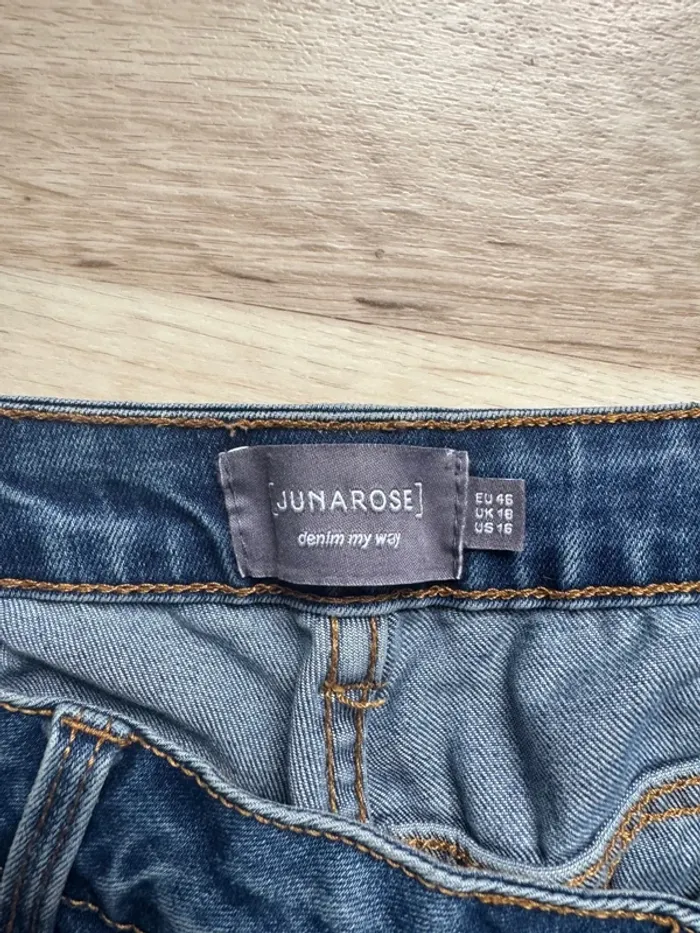 [JUNAROSE]
denim my way
EU 46
UK 18
US 16